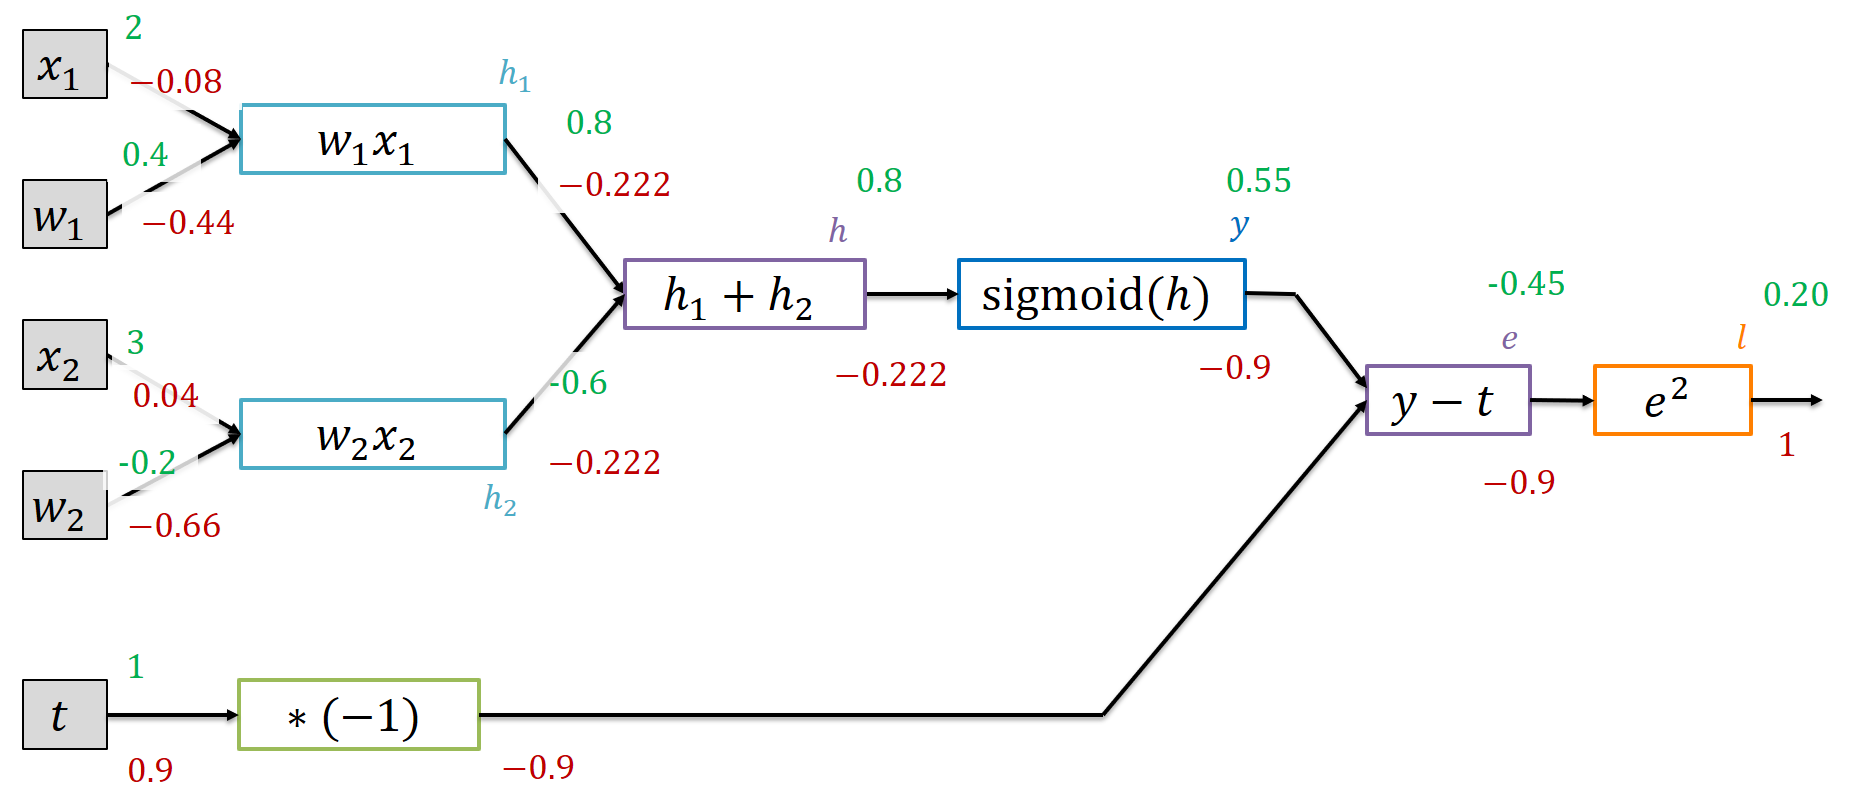 2
x₁
−0.08
h₁
0.8
w₁x₁
0.4
−0.222
w₁
−0.44
0.8
0.55
h
y
h₁ + h₂
sigmoid(h)
-0.45
0.20
e
l
3
x₂
0.04
-0.6
−0.222
−0.9
y − t
e²
w₂x₂
1
-0.2
−0.222
−0.9
w₂
−0.66
h₂
1
t
∗ (−1)
0.9
−0.9